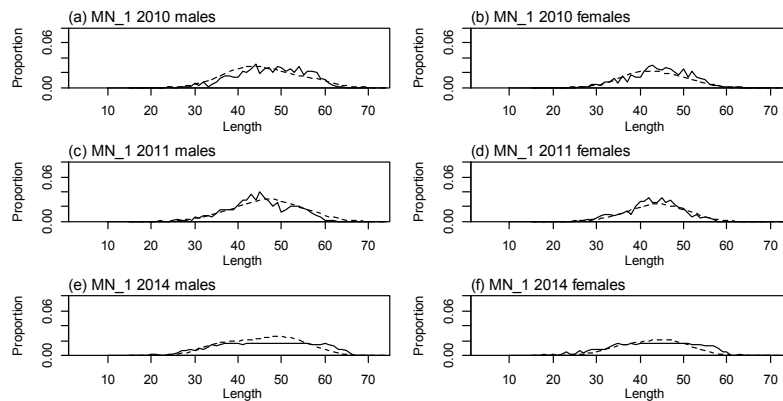 (a) MN_1 2010 males
Proportion
0.00 0.06
10 20 30 40 50 60 70
Length
(b) MN_1 2010 females
Proportion
0.00 0.06
10 20 30 40 50 60 70
Length
(c) MN_1 2011 males
Proportion
0.00 0.06
10 20 30 40 50 60 70
Length
(d) MN_1 2011 females
Proportion
0.00 0.06
10 20 30 40 50 60 70
Length
(e) MN_1 2014 males
Proportion
0.00 0.06
10 20 30 40 50 60 70
Length
(f) MN_1 2014 females
Proportion
0.00 0.06
10 20 30 40 50 60 70
Length